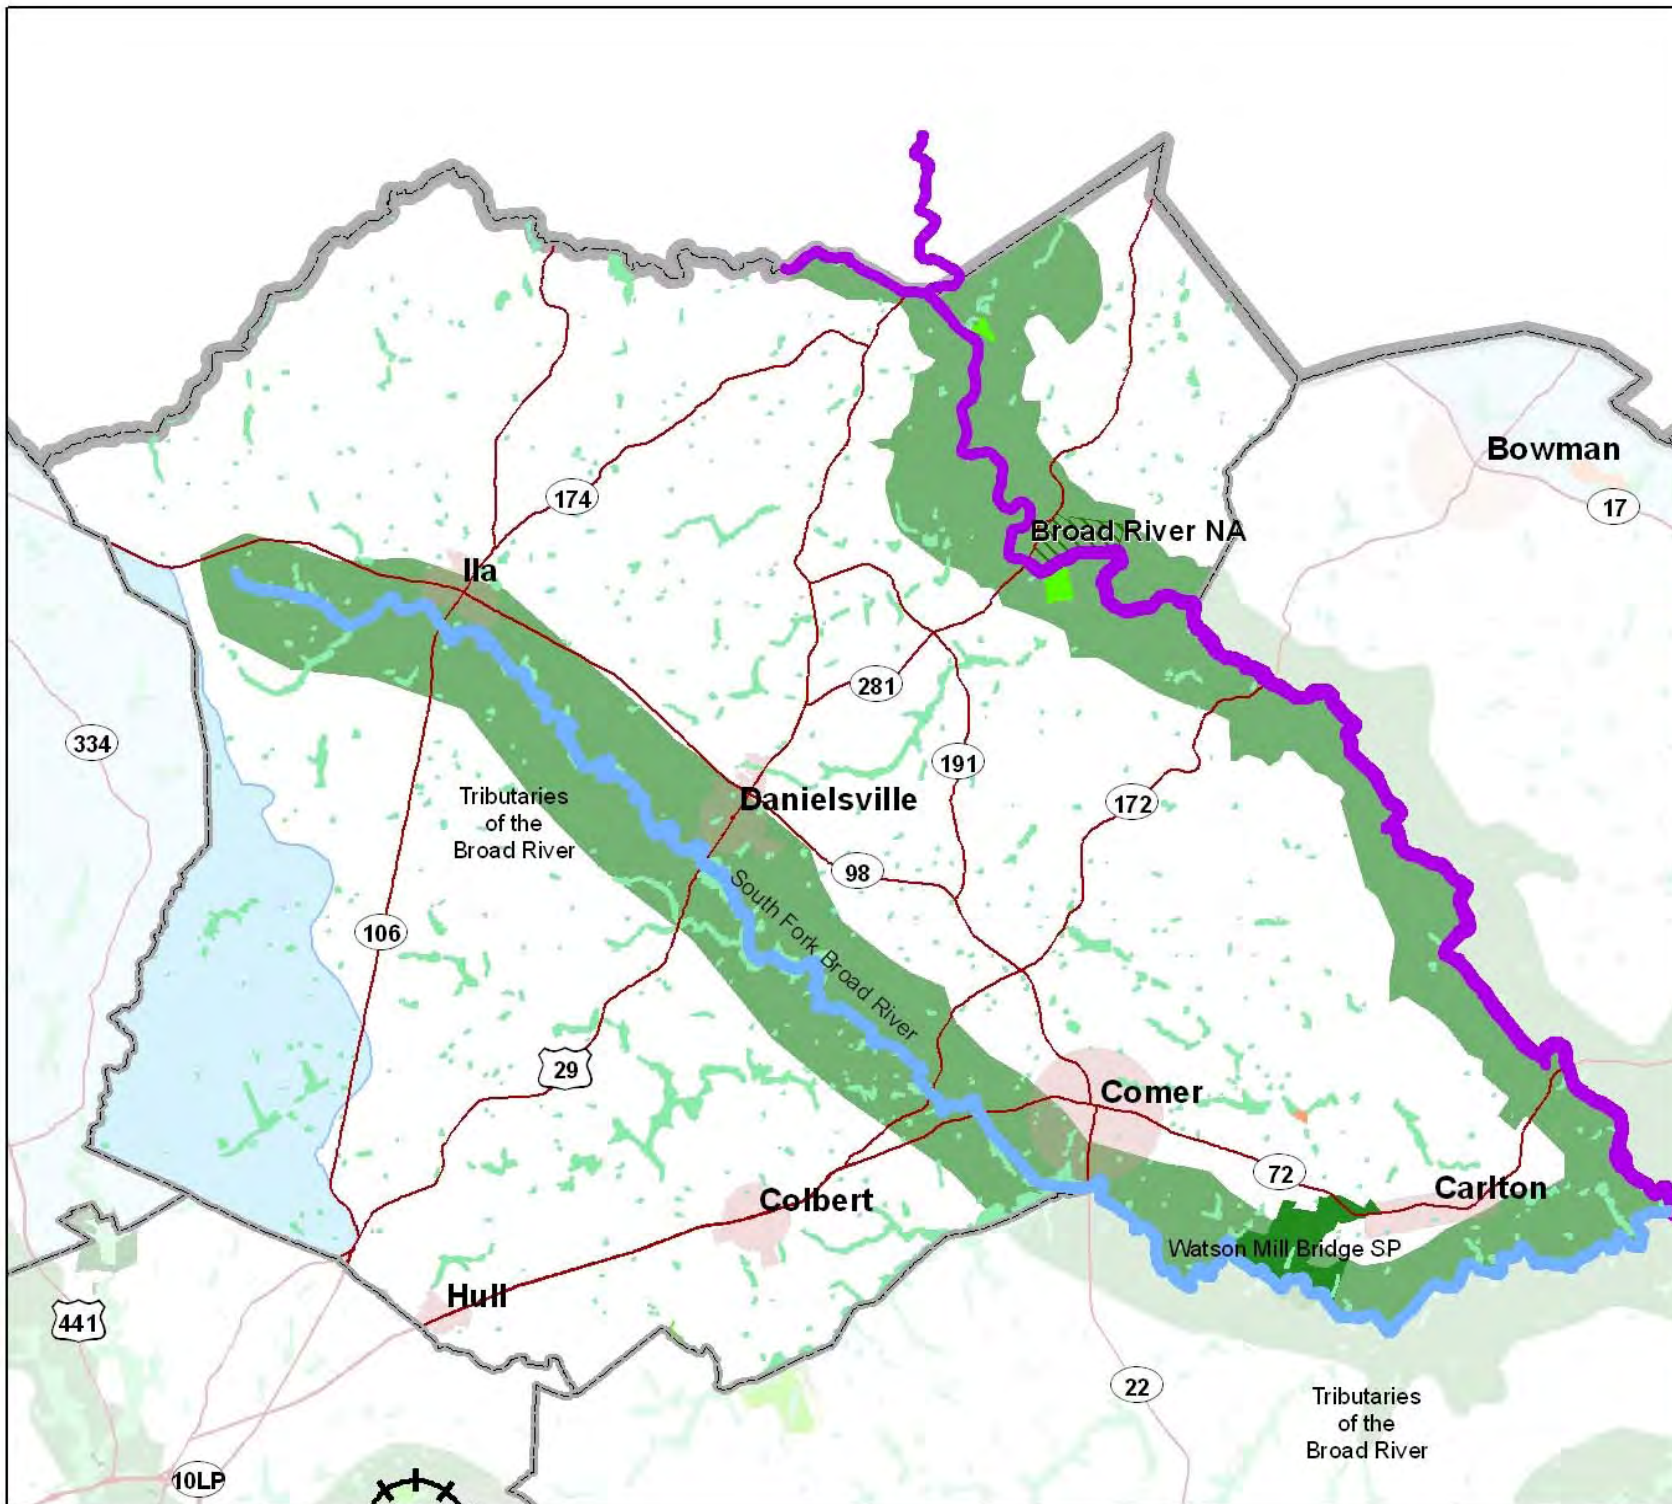 Bowman
17
174
Broad River NA
Ila
281
334
191
Danielsville
172
Tributaries
of the
Broad River
98
South Fork Broad River
106
29
Comer
72
Carlton
Colbert
Watson Mill Bridge SP
Hull
441
22
Tributaries
of the
Broad River
10LP